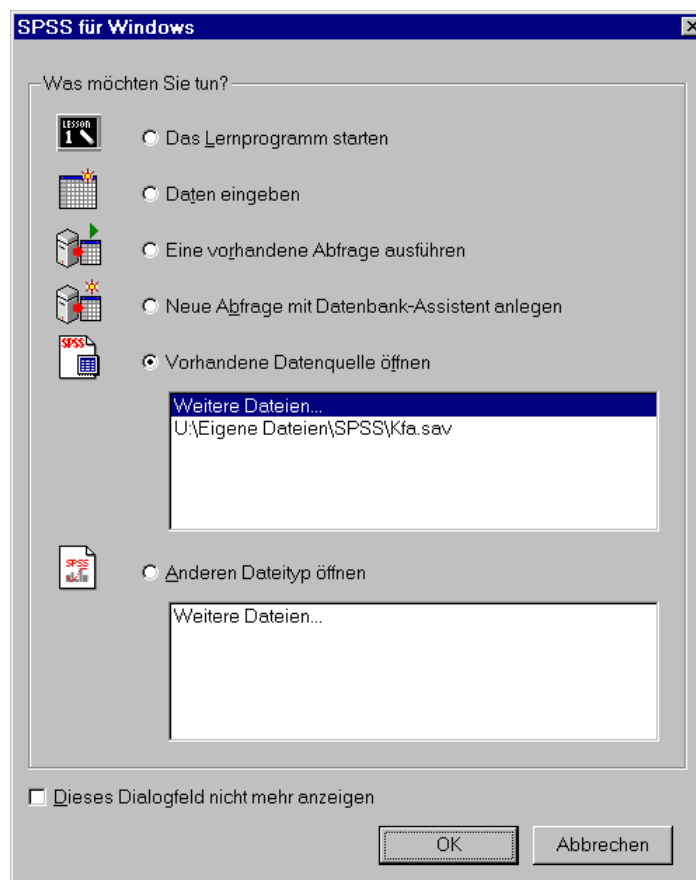 SPSS für Windows
Was möchten Sie tun?
LESSON
1
Das Lernprogramm starten
Daten eingeben
Eine vorhandene Abfrage ausführen
Neue Abfrage mit Datenbank-Assistent anlegen
SPSS
Vorhandene Datenquelle öffnen
Weitere Dateien...
U:\Eigene Dateien\SPSS\Kfa.sav
SPSS
Anderen Dateityp öffnen
Weitere Dateien...
Dieses Dialogfeld nicht mehr anzeigen
OK
Abbrechen